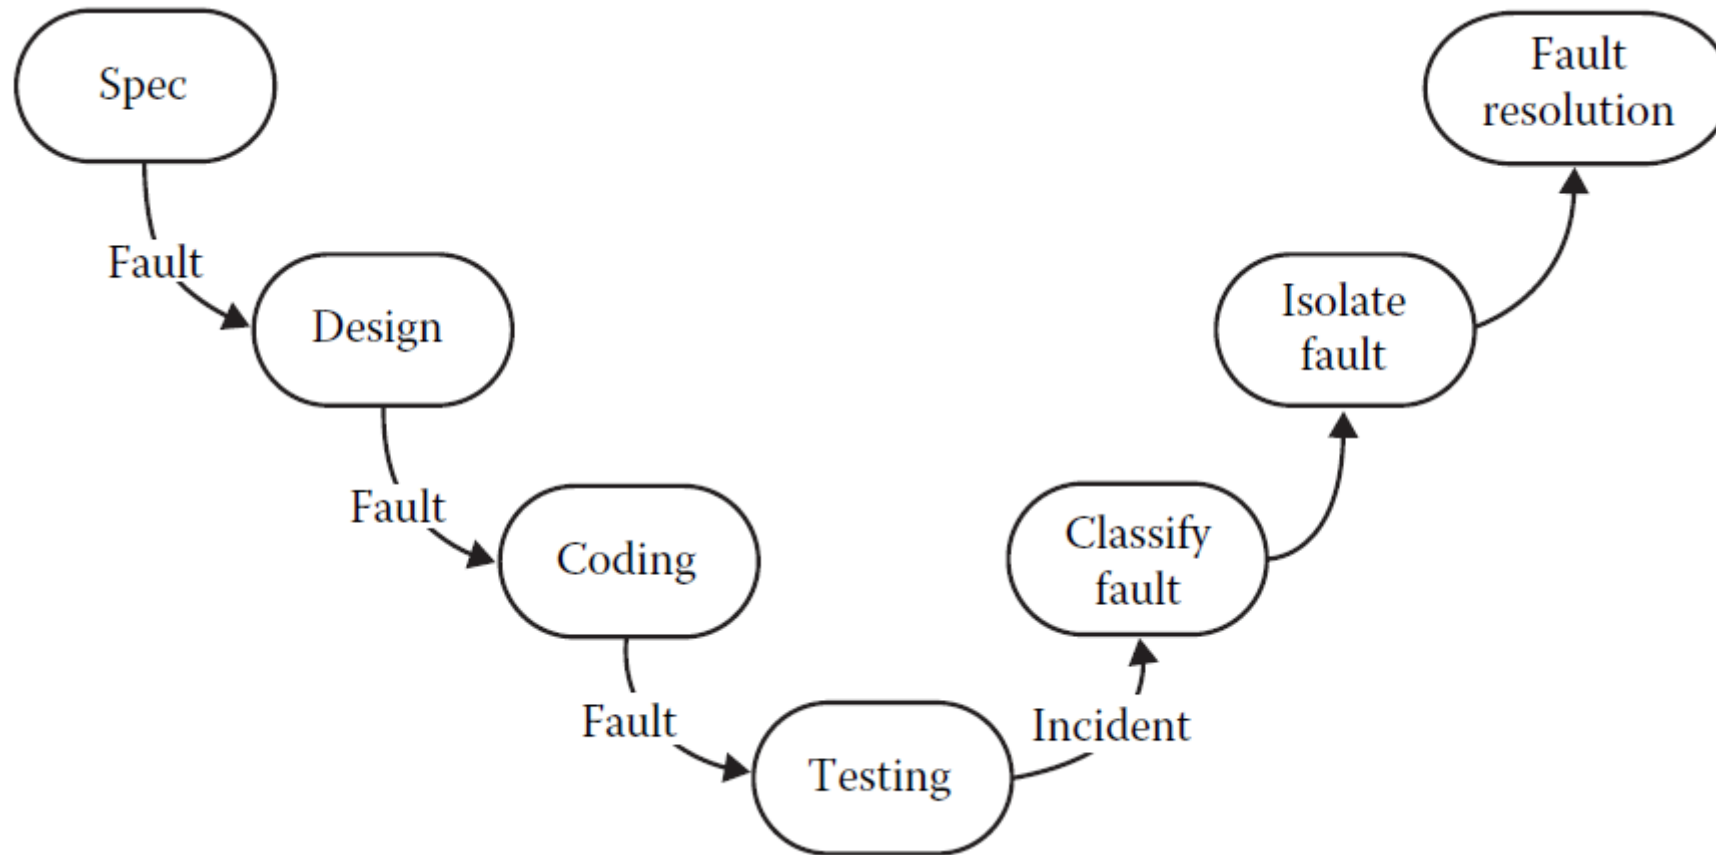 Spec
Fault
Design
Fault
Coding
Fault
Testing
Incident
Classify
fault
Isolate
fault
Fault
resolution